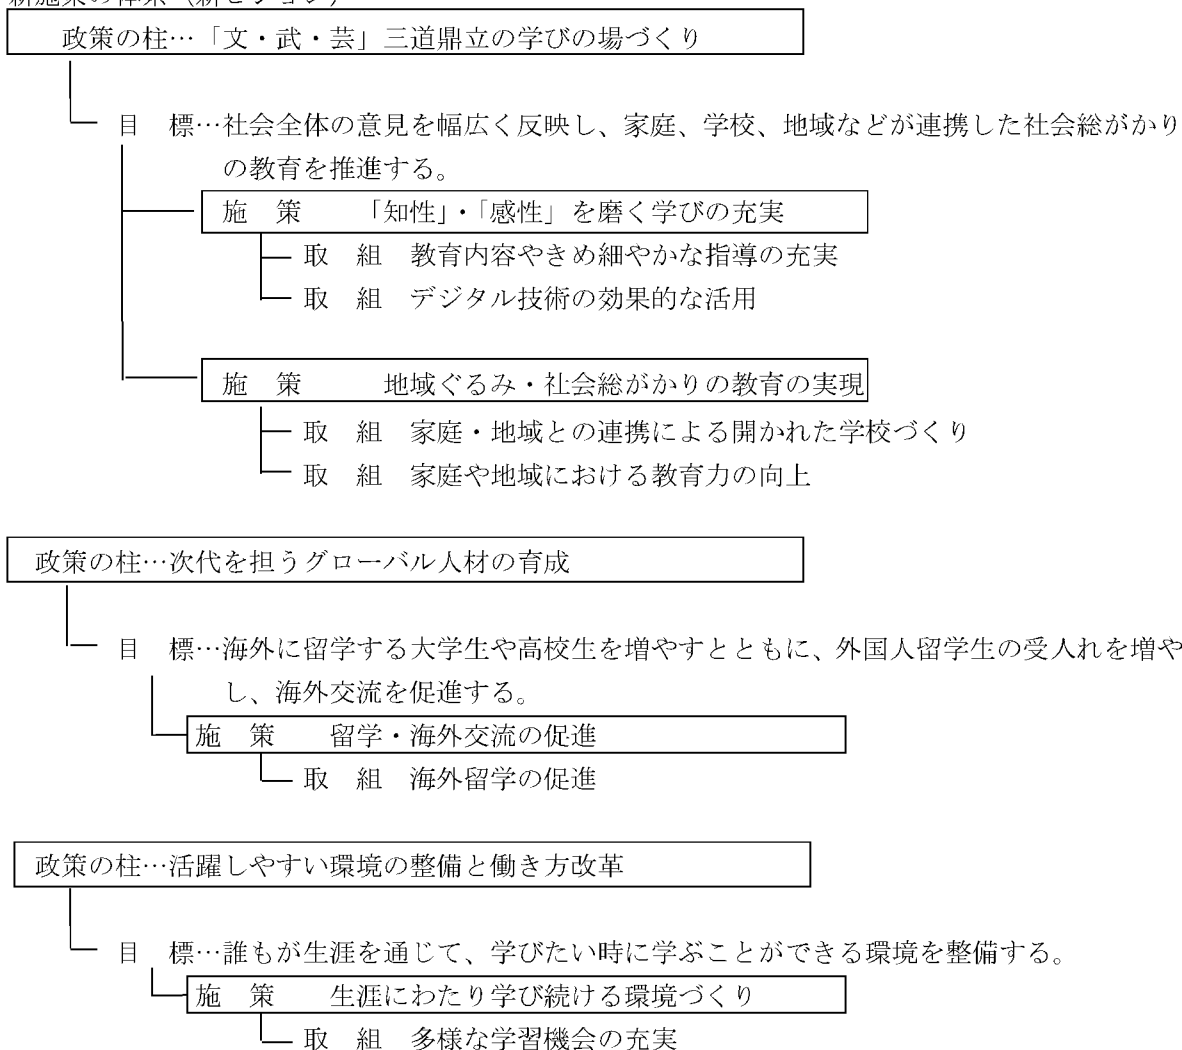 政策の柱…「文・武・芸」三道鼎立の学びの場づくり
目 標…社会全体の意見を幅広く反映し、家庭、学校、地域などが連携した社会総がかり
の教育を推進する。
施 策 「知性」・「感性」を磨く学びの充実
取 組 教育内容やきめ細やかな指導の充実
取 組 デジタル技術の効果的な活用
施 策 地域ぐるみ・社会総がかりの教育の実現
取 組 家庭・地域との連携による開かれた学校づくり
取 組 家庭や地域における教育力の向上
政策の柱…次代を担うグローバル人材の育成
目 標…海外に留学する大学生や高校生を増やすとともに、外国人留学生の受入れを増や
し、海外交流を促進する。
施 策 留学・海外交流の促進
取 組 海外留学の促進
政策の柱…活躍しやすい環境の整備と働き方改革
目 標…誰もが生涯を通じて、学びたい時に学ぶことができる環境を整備する。
施 策 生涯にわたり学び続ける環境づくり
取 組 多様な学習機会の充実